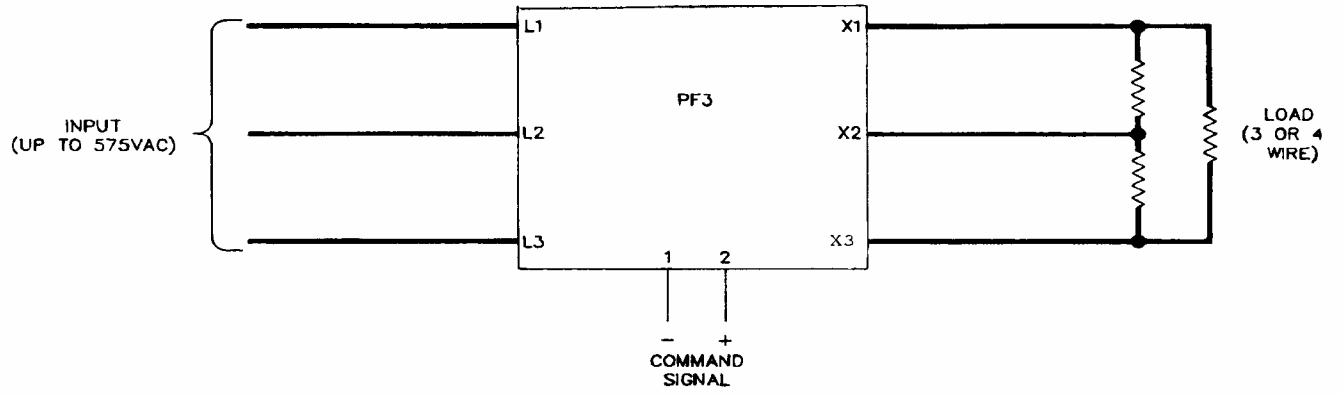 L1
X1
PF3
INPUT
(UP TO 575VAC)
L2
X2
LOAD
(3 OR 4
WIRE)
L3
X3
1
2
−
+
COMMAND
SIGNAL